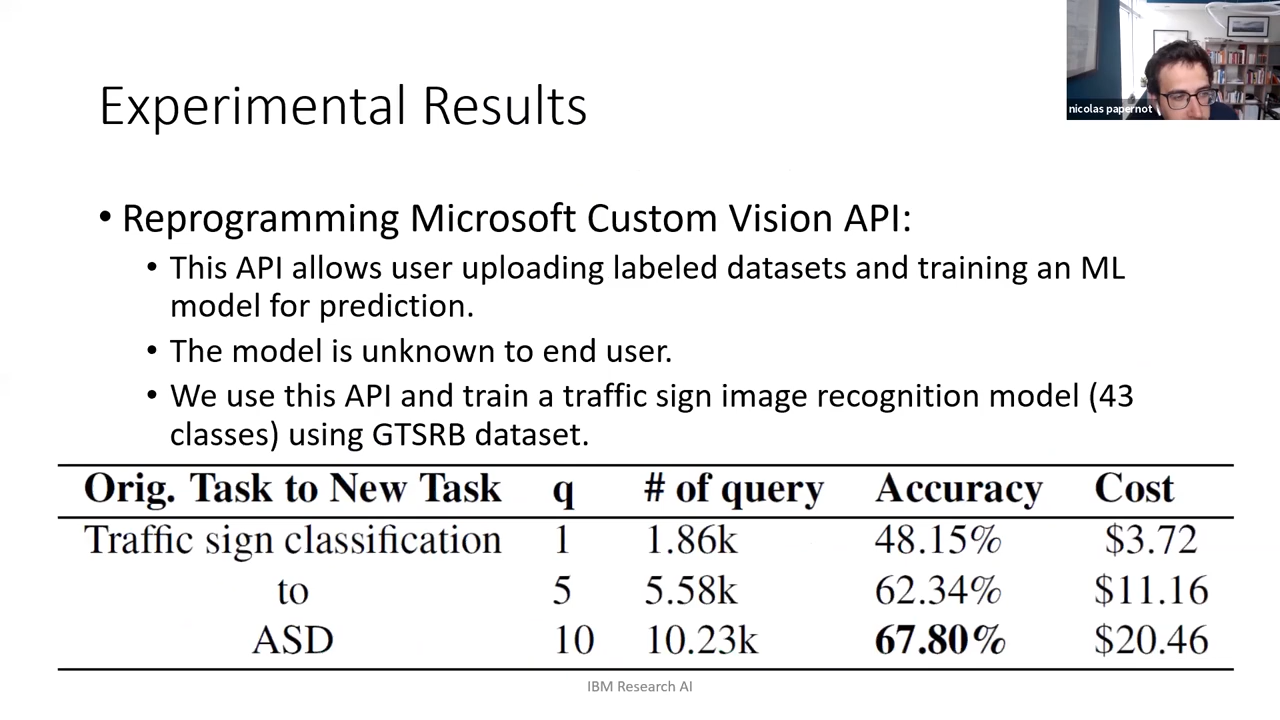 nicolas papernot
Experimental Results
• Reprogramming Microsoft Custom Vision API:
• This API allows user uploading labeled datasets and training an ML
model for prediction.
• The model is unknown to end user.
• We use this API and train a traffic sign image recognition model (43
classes) using GTSRB dataset.
Orig. Task to New Task q # of query Accuracy Cost
Traffic sign classification 1 1.86k 48.15% $3.72
to 5 5.58k 62.34% $11.16
ASD 10 10.23k 67.80% $20.46
IBM Research AI